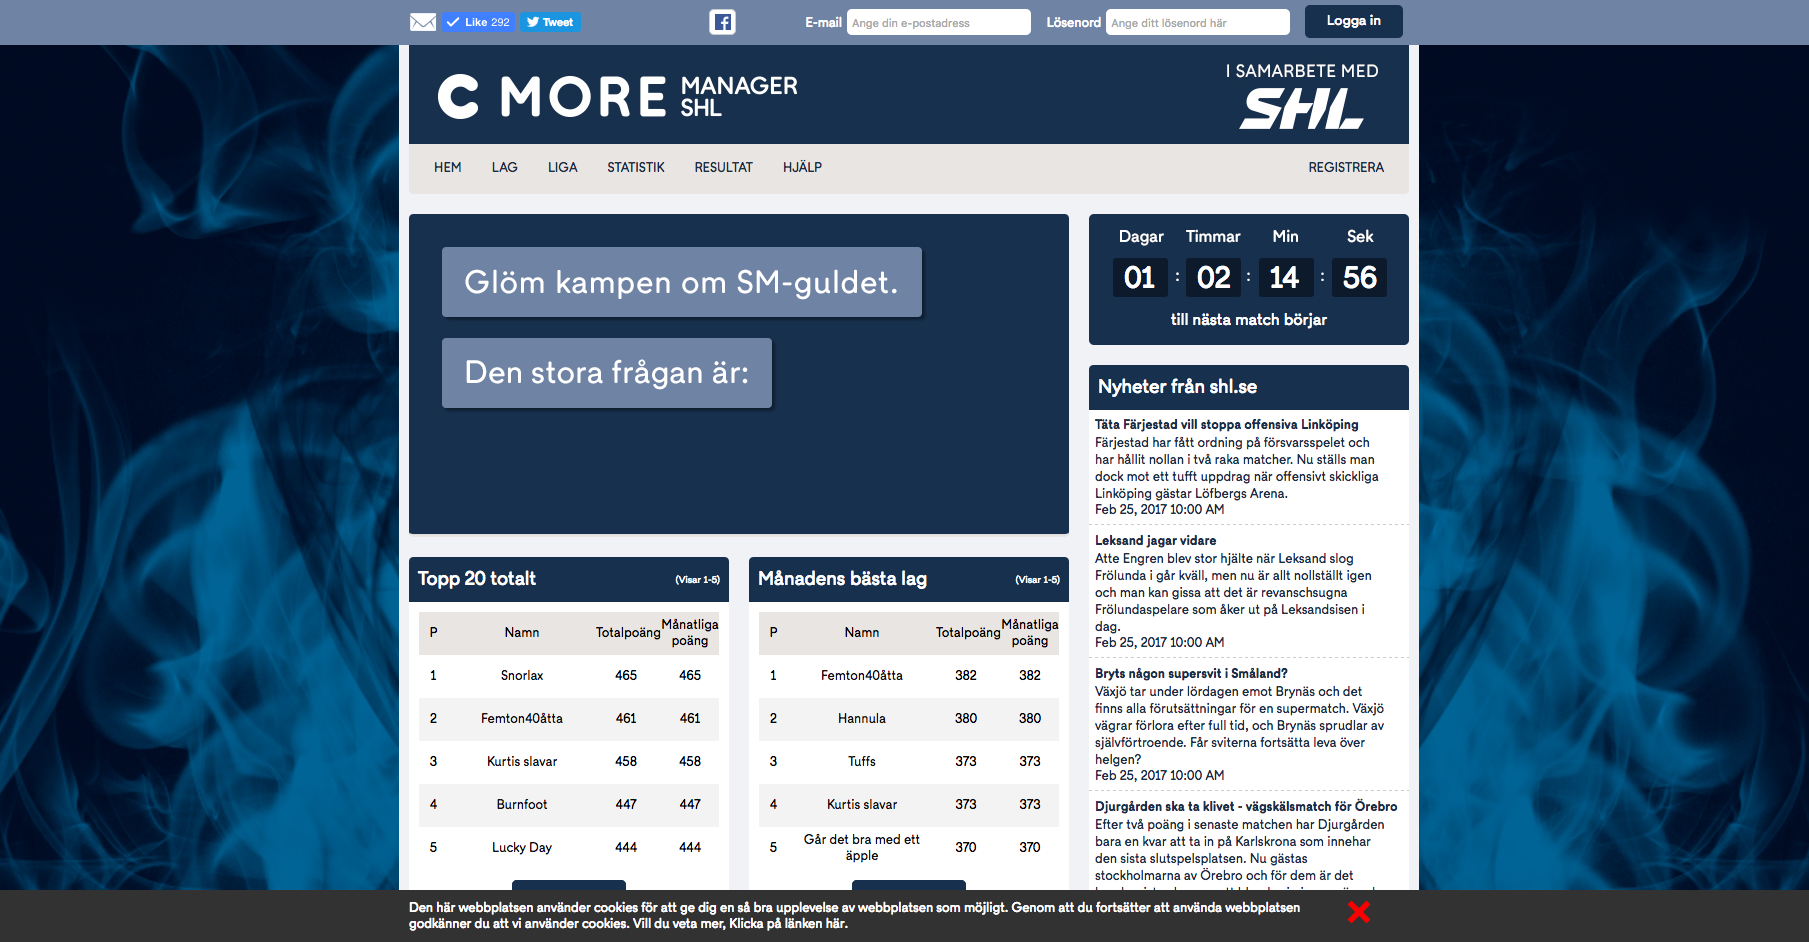 Like 292
Tweet
E-mail
Ange din e-postadress
Lösenord
Ange ditt lösenord här
Logga in
C MORE MANAGER SHL
I SAMARBETE MED
SHL
HEM LAG LIGA STATISTIK RESULTAT HJÄLP REGISTRERA
Glöm kampen om SM-guldet.
Den stora frågan är:
Dagar Timmar Min Sek
01 : 02 : 14 : 56
till nästa match börjar
Topp 20 totalt (Visar 1-5)
P Namn Totalpoäng Månatliga poäng
1 Snorlax 465 465
2 Femton40åtta 461 461
3 Kurtis slavar 458 458
4 Burnfoot 447 447
5 Lucky Day 444 444
Månadens bästa lag (Visar 1-5)
P Namn Totalpoäng Månatliga poäng
1 Femton40åtta 382 382
2 Hannula 380 380
3 Tuffs 373 373
4 Kurtis slavar 373 373
5 Går det bra med ett äpple 370 370
Nyheter från shl.se
Täta Färjestad vill stoppa offensiva Linköping
Färjestad har fått ordning på försvarsspelet och
har hållit nollan i två raka matcher. Nu ställs man
dock mot ett tufft uppdrag när offensivt skickliga
Linköping gästar Löfbergs Arena.
Feb 25, 2017 10:00 AM
Leksand jagar vidare
Atte Engren blev stor hjälte när Leksand slog
Frölunda i går kväll, men nu är allt nollställt igen
och man kan gissa att det är revanschsugna
Frölundaspelare som åker ut på Leksandsisen i
dag.
Feb 25, 2017 10:00 AM
Bryts någon supersvit i Småland?
Växjö tar under lördagen emot Brynäs och det
finns alla förutsättningar för en supermatch. Växjö
vägrar förlora efter full tid, och Brynäs sprudlar av
självförtroende. Får sviterna fortsätta leva över
helgen?
Feb 25, 2017 10:00 AM
Djurgården ska ta klivet - vägskälsmatch för Örebro
Efter två poäng i senaste matchen har Djurgården
bara en kvar att ta in på Karlskrona som innehar
den sista slutspelsplatsen. Nu gästas
stockholmarna av Örebro och för dem är det
Den här webbplatsen använder cookies för att ge dig en så bra upplevelse av webbplatsen som möjligt. Genom att du fortsätter att använda webbplatsen
godkänner du att vi använder cookies. Vill du veta mer, Klicka på länken här.